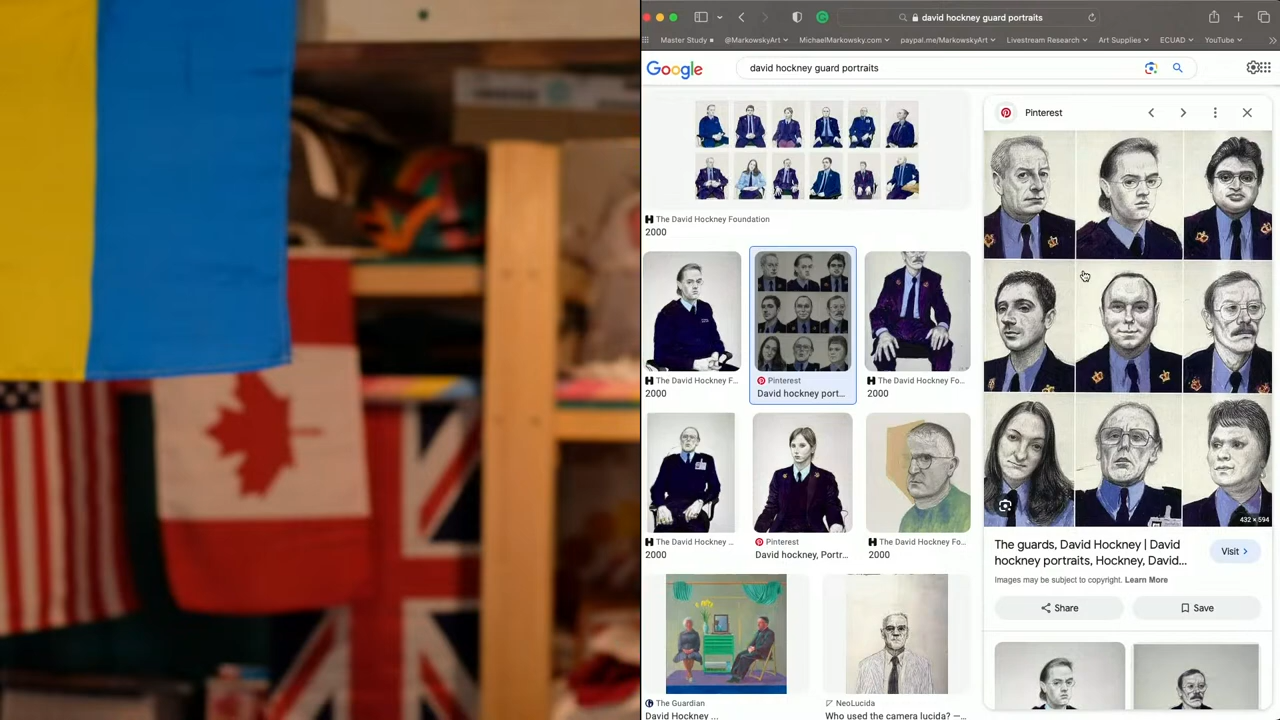 david hockney guard portraits
Master Study
@MarkowskyArt
MichaelMarkowsky.com
paypal.me/MarkowskyArt
Livestream Research
Art Supplies
ECUAD
YouTube
Google
david hockney guard portraits
Pinterest
The David Hockney Foundation
2000
The David Hockney F...
2000
Pinterest
David hockney port...
The David Hockney Fo...
2000
The David Hockney ...
2000
Pinterest
David hockney, Portr...
The David Hockney Fo...
2000
The Guardian
David Hockney ...
NeoLucida
Who used the camera lucida? —...
432 × 594
The guards, David Hockney | David
hockney portraits, Hockney, David...
Visit
Images may be subject to copyright. Learn More
Share
Save